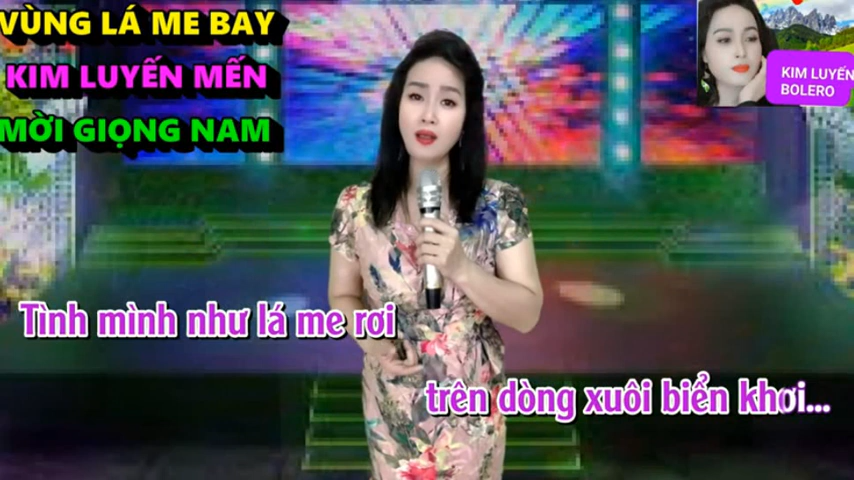 VÙNG LÁ ME BAY
KIM LUYẾN MẾN
MỜI GIỌNG NAM
KIM LUYẾN
BOLERO
Tình mình như lá me rơi
trên dòng xuôi biển khơi...